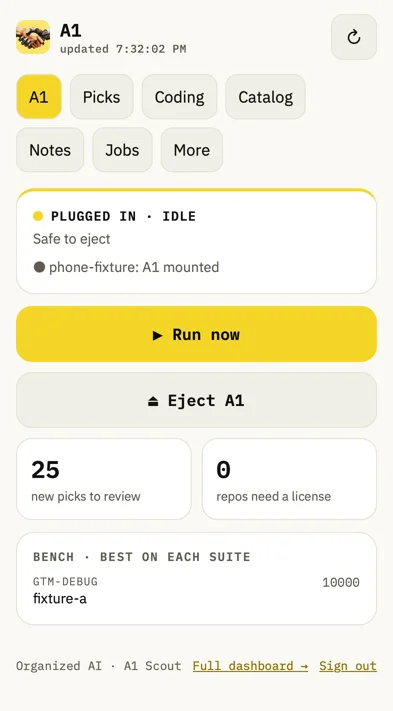 A1
updated 7:32:02 PM
↻
A1 Picks Coding Catalog
Notes Jobs More
PLUGGED IN · IDLE
Safe to eject
phone-fixture: A1 mounted
▶ Run now
⏏ Eject A1
25
new picks to review
0
repos need a license
BENCH · BEST ON EACH SUITE
GTM-DEBUG 10000
fixture-a
Organized AI · A1 Scout Full dashboard → Sign out